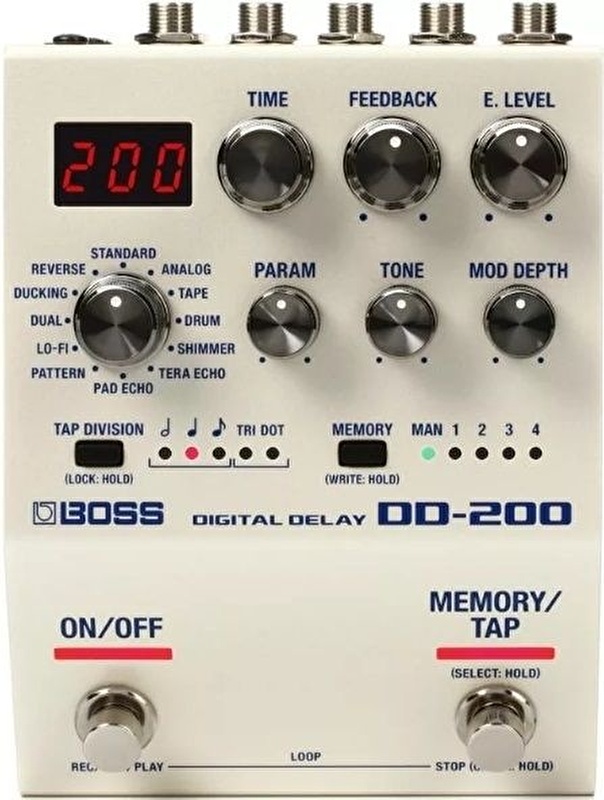 TIME FEEDBACK E. LEVEL
200
STANDARD
REVERSE ANALOG
DUCKING TAPE
DUAL DRUM
LO-FI SHIMMER
PATTERN TERA ECHO
PAD ECHO
PARAM TONE MOD DEPTH
TAP DIVISION TRI DOT
(LOCK: HOLD)
MEMORY MAN 1 2 3 4
(WRITE: HOLD)
BOSS DIGITAL DELAY DD-200
ON/OFF
MEMORY/
TAP
(SELECT: HOLD)
PLAY LOOP STOP HOLD)